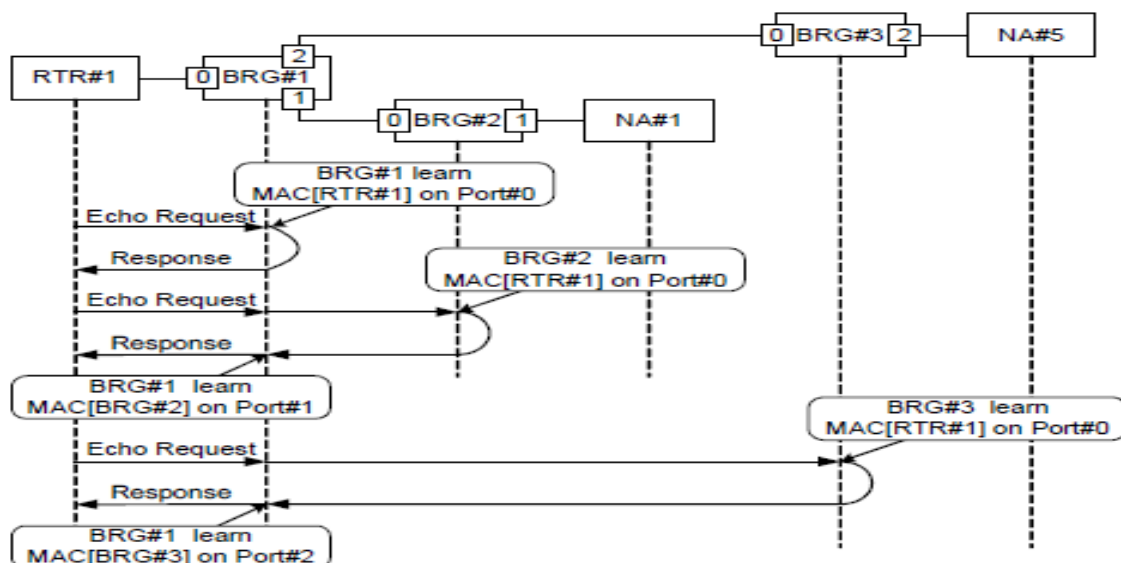 0 BRG#3 2 NA#5
2
RTR#1 0 BRG#1
1
0 BRG#2 1 NA#1
BRG#1 learn
MAC[RTR#1] on Port#0
Echo Request
Response
BRG#2 learn
MAC[RTR#1] on Port#0
Echo Request
Response
BRG#1 learn
MAC[BRG#2] on Port#1
BRG#3 learn
MAC[RTR#1] on Port#0
Echo Request
Response
BRG#1 learn
MAC[BRG#3] on Port#2